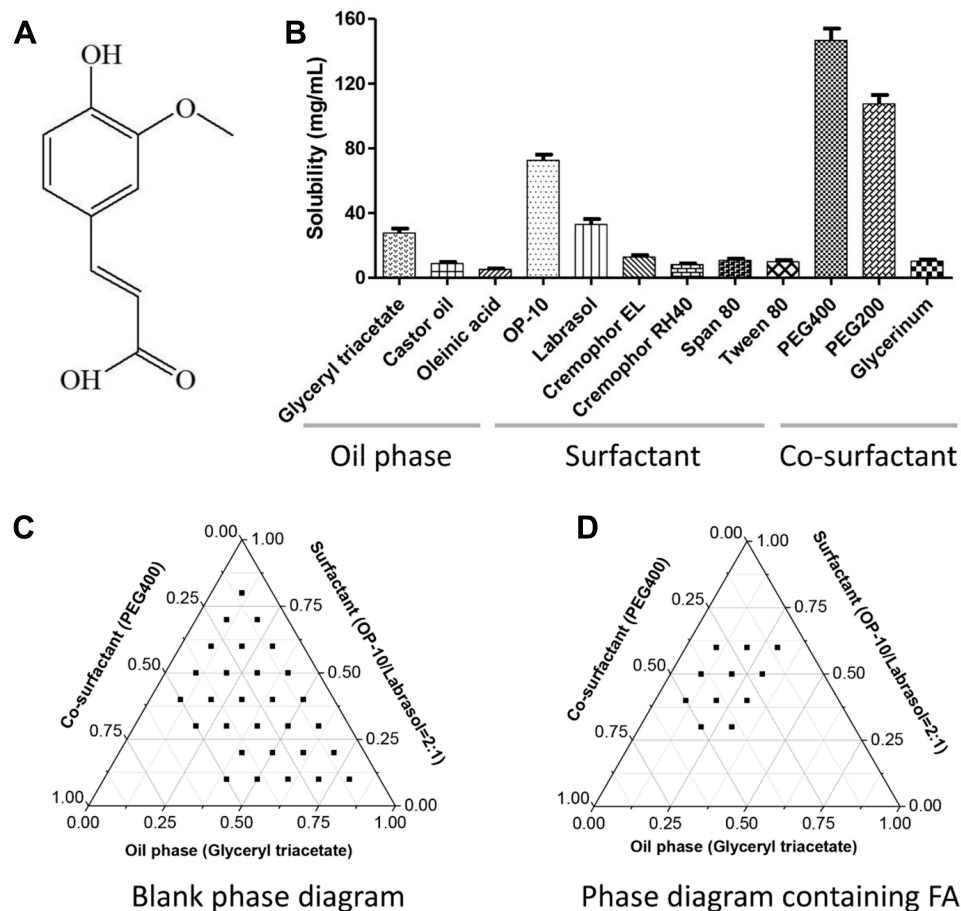 A
OH
O
OH
O
B
Solubility (mg/mL)
160
120
80
40
0
Glyceryl triacetate
Castor oil
Oleinic acid
OP-10
Labrasol
Cremophor EL
Cremophor RH40
Span 80
Tween 80
PEG400
PEG200
Glycerinum
Oil phase
Surfactant
Co-surfactant
C
Co-surfactant (PEG400)
0.00
0.25
0.50
0.75
1.00
Surfactant (OP-10/Labrasol=2:1)
1.00
0.75
0.50
0.25
0.00
0.00
0.25
0.50
0.75
1.00
Oil phase (Glyceryl triacetate)
Blank phase diagram
D
Co-surfactant (PEG400)
0.00
0.25
0.50
0.75
1.00
Surfactant (OP-10/Labrasol=2:1)
1.00
0.75
0.50
0.25
0.00
0.00
0.25
0.50
0.75
1.00
Oil phase (Glyceryl triacetate)
Phase diagram containing FA